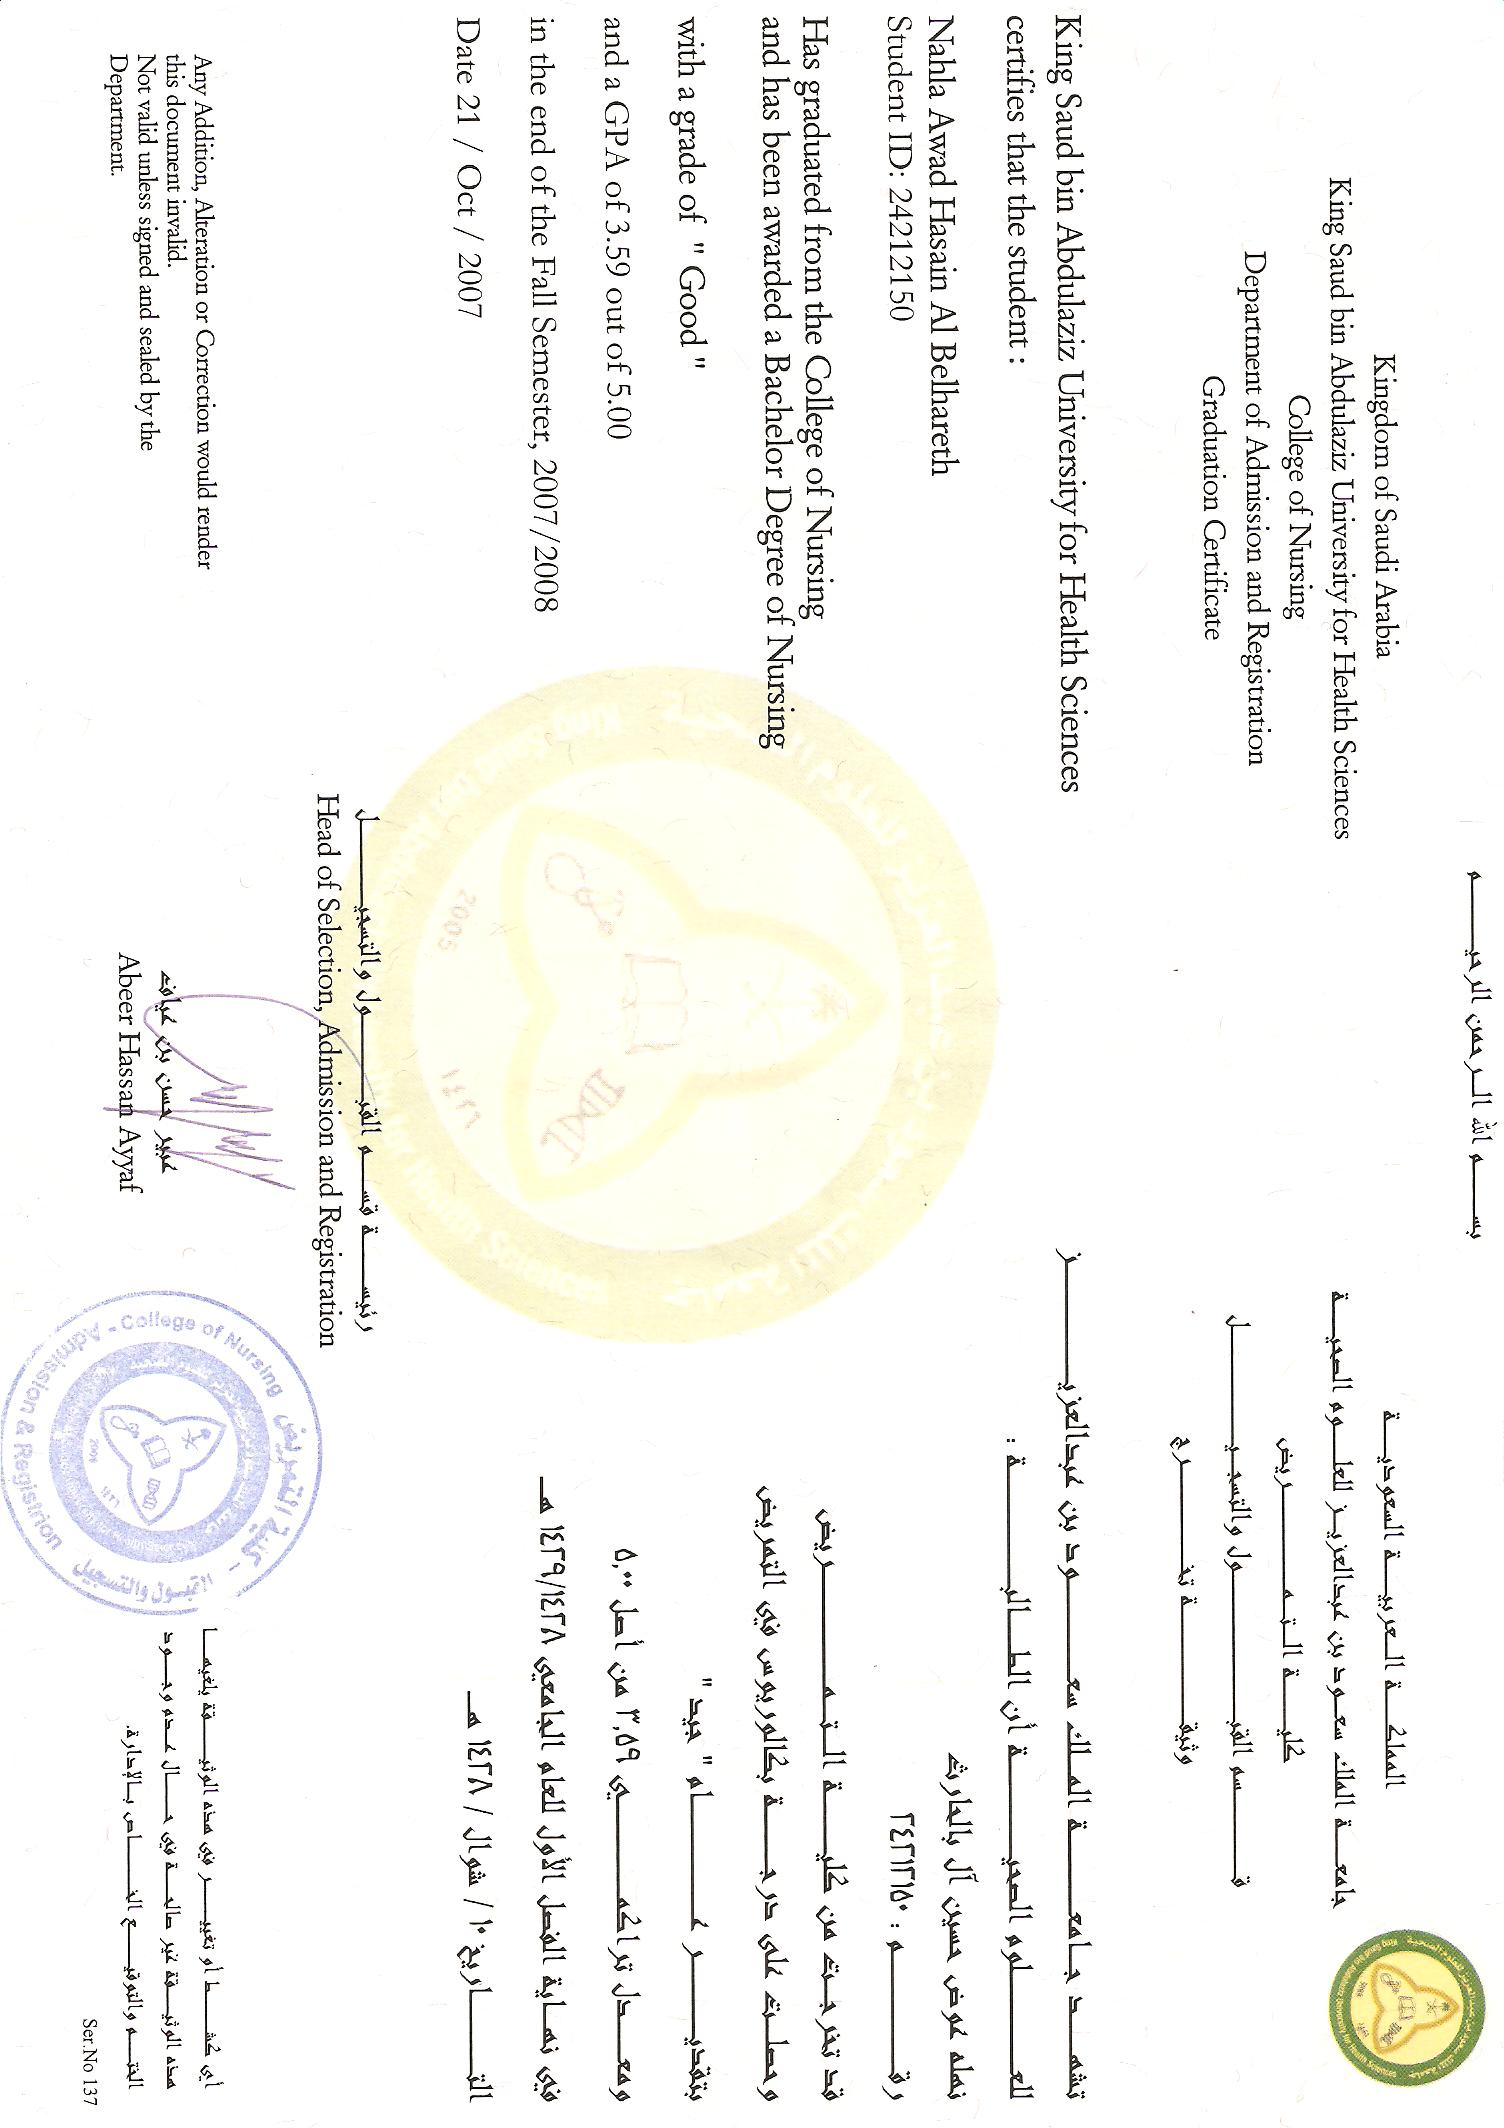 بسم الله الرحمن الرحيم
Kingdom of Saudi Arabia
King Saud bin Abdulaziz University for Health Sciences
College of Nursing
Department of Admission and Registration
Graduation Certificate
المملكة العربية السعودية
جامعة الملك سعود بن عبدالعزيز للعلوم الصحية
كلية التمريض
قسم القبول والتسجيل
وثيقة تخرج
King Saud bin Abdulaziz University for Health Sciences
certifies that the student :
Nahla Awad Hasain Al Belhareth
Student ID: 24212150
Has graduated from the College of Nursing
and has been awarded a Bachelor Degree of Nursing
with a grade of " Good "
and a GPA of 3.59 out of 5.00
in the end of the Fall Semester, 2007/2008
Date 21 / Oct / 2007
تشهد جامعة الملك سعود بن عبدالعزيز
للعلوم الصحية أن الطالبة :
نهله عوض حسين آل بالحارث
رقم : ٢٤٢١٢١٥٠
قد تخرجت من كلية التمريض
وحصلت على درجة بكالوريوس في التمريض
بتقدير عام " جيد "
ومعدل تراكمي ٣,٥٩ من أصل ٥,٠٠
في نهاية الفصل الأول للعام الجامعي ١٤٢٩/١٤٢٨ هـ
التاريخ ١٠ / شوال / ١٤٢٨ هـ
رئيسة قسم القبول والتسجيل
Head of Selection, Admission and Registration
عبير حسن بن عياف
Abeer Hassan Ayyaf
Any Addition, Alteration or Correction would render
this document invalid.
Not valid unless signed and sealed by the
Department.
أي كشط أو تغيير في هذه الوثيقة يلغيها
هذه الوثيقة غير صالحة في حال عدم وجود
الختم والتوقيع الخاص بالإدارة.
College of Nursing - Admission & Registrion
كلية التمريض - القبول والتسجيل
Ser.No 137